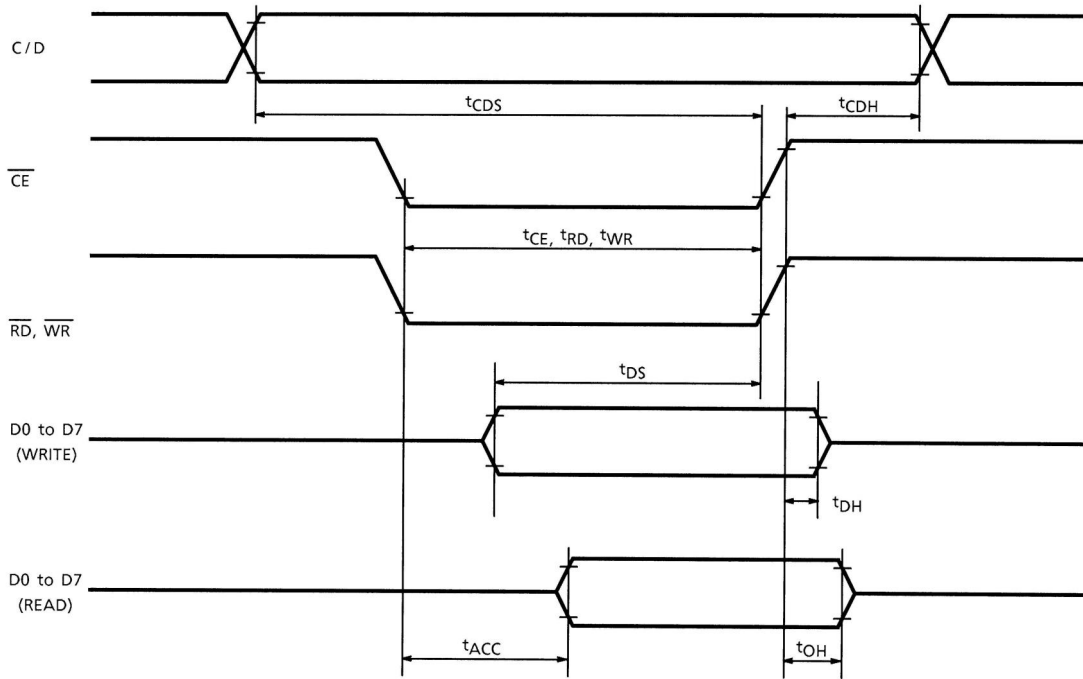 C/D
tCDS
tCDH
CE
tCE, tRD, tWR
RD, WR
tDS
D0 to D7
(WRITE)
tDH
D0 to D7
(READ)
tACC
tOH